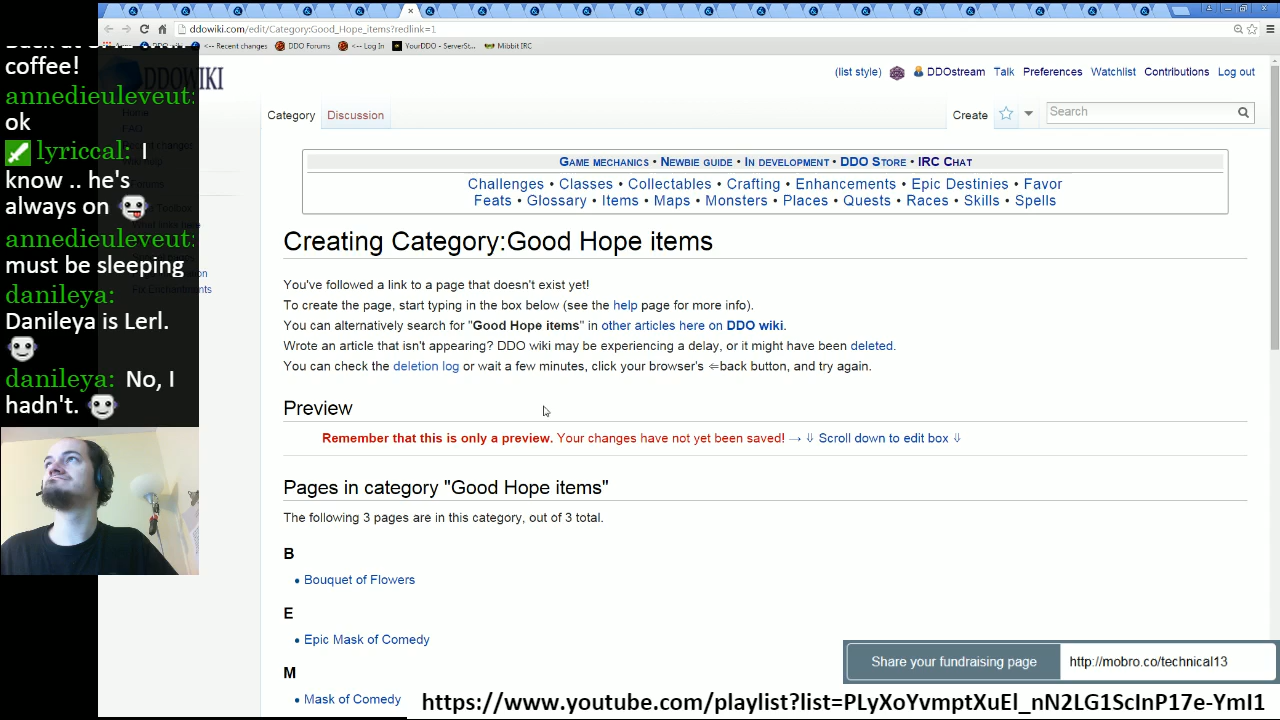 ddowiki.com/edit/Category:Good_Hope_items?redlink=1
<-- Recent changes
DDO Forums
<-- Log In
YourDDO - ServerSt...
Mibbit IRC
coffee!
annedieuleveut:
ok
lyriccal: I
know .. he's
always on
annedieuleveut:
must be sleeping
danileya:
Danileya is Lerl.
danileya: No, I
hadn't.
DDOWIKI
(list style)
DDOstream
Talk
Preferences
Watchlist
Contributions
Log out
Category
Discussion
Create
Search
Game mechanics • Newbie guide • In development • DDO Store • IRC Chat
Challenges • Classes • Collectables • Crafting • Enhancements • Epic Destinies • Favor
Feats • Glossary • Items • Maps • Monsters • Places • Quests • Races • Skills • Spells
Creating Category:Good Hope items
You've followed a link to a page that doesn't exist yet!
To create the page, start typing in the box below (see the help page for more info).
You can alternatively search for "Good Hope items" in other articles here on DDO wiki.
Wrote an article that isn't appearing? DDO wiki may be experiencing a delay, or it might have been deleted.
You can check the deletion log or wait a few minutes, click your browser's ⇐back button, and try again.
Preview
Remember that this is only a preview. Your changes have not yet been saved! → ⇓ Scroll down to edit box ⇓
Pages in category "Good Hope items"
The following 3 pages are in this category, out of 3 total.
B
• Bouquet of Flowers
E
• Epic Mask of Comedy
M
• Mask of Comedy
Share your fundraising page
http://mobro.co/technical13
https://www.youtube.com/playlist?list=PLyXoYvmptXuEl_nN2LG1ScInP17e-YmI1